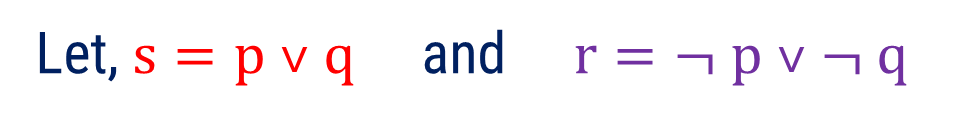 Let, s = p ∨ q and r = ¬ p ∨ ¬ q